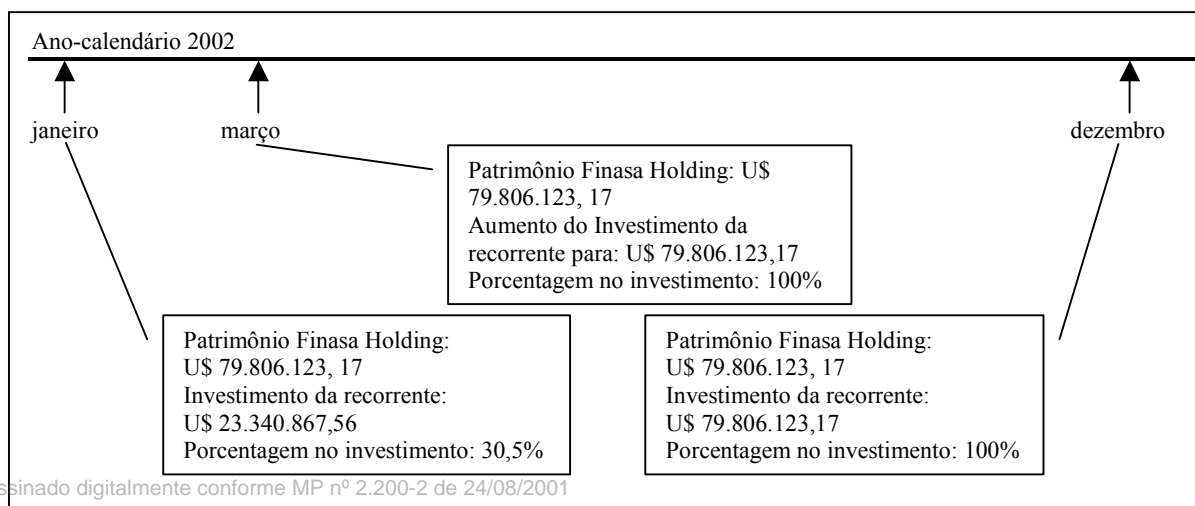 Ano-calendário 2002
janeiro
março
dezembro
Patrimônio Finasa Holding: U$
79.806.123, 17
Aumento do Investimento da
recorrente para: U$ 79.806.123,17
Porcentagem no investimento: 100%
Patrimônio Finasa Holding:
U$ 79.806.123, 17
Investimento da recorrente:
U$ 23.340.867,56
Porcentagem no investimento: 30,5%
Patrimônio Finasa Holding:
U$ 79.806.123, 17
Investimento da recorrente:
U$ 79.806.123,17
Porcentagem no investimento: 100%
ssinado digitalmente conforme MP nº 2.200-2 de 24/08/2001